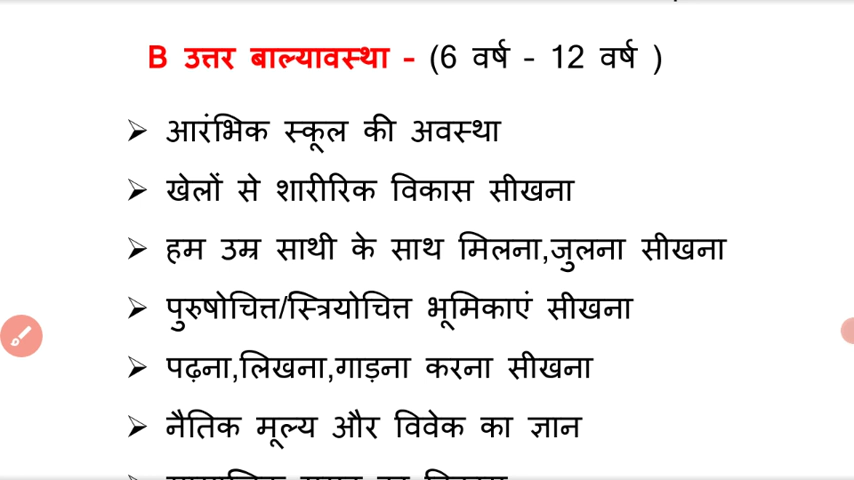 B उत्तर बाल्यावस्था - (6 वर्ष - 12 वर्ष )
➢ आरंभिक स्कूल की अवस्था
➢ खेलों से शारीरिक विकास सीखना
➢ हम उम्र साथी के साथ मिलना,जुलना सीखना
➢ पुरुषोचित्त/स्त्रियोचित्त भूमिकाएं सीखना
➢ पढ़ना,लिखना,गाड़ना करना सीखना
➢ नैतिक मूल्य और विवेक का ज्ञान